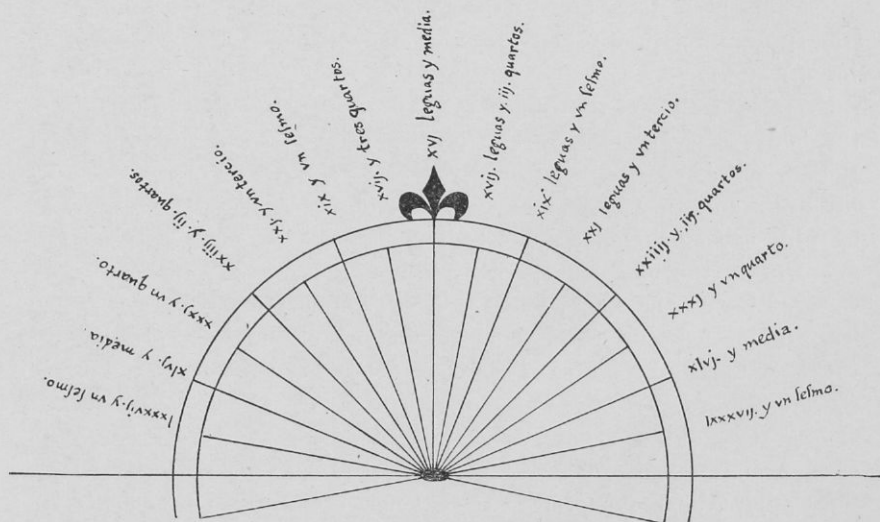 lxxxvij. y vn ſeſmo.
xlvj. y media
xxxj. y vn quarto.
xxiiij. y. iij. quartos.
xxj. y vn tercio.
xix y vn ſeſmo.
xvij. y tres quartos.
xvj leguas y media.
xvij. leguas y. iij. quartos.
xix leguas y vn ſeſmo.
xxj leguas y vn tercio.
xxiiij. y. iij. quartos.
xxxj y vn quarto.
xlvj. y media.
lxxxvij. y vn ſeſmo.